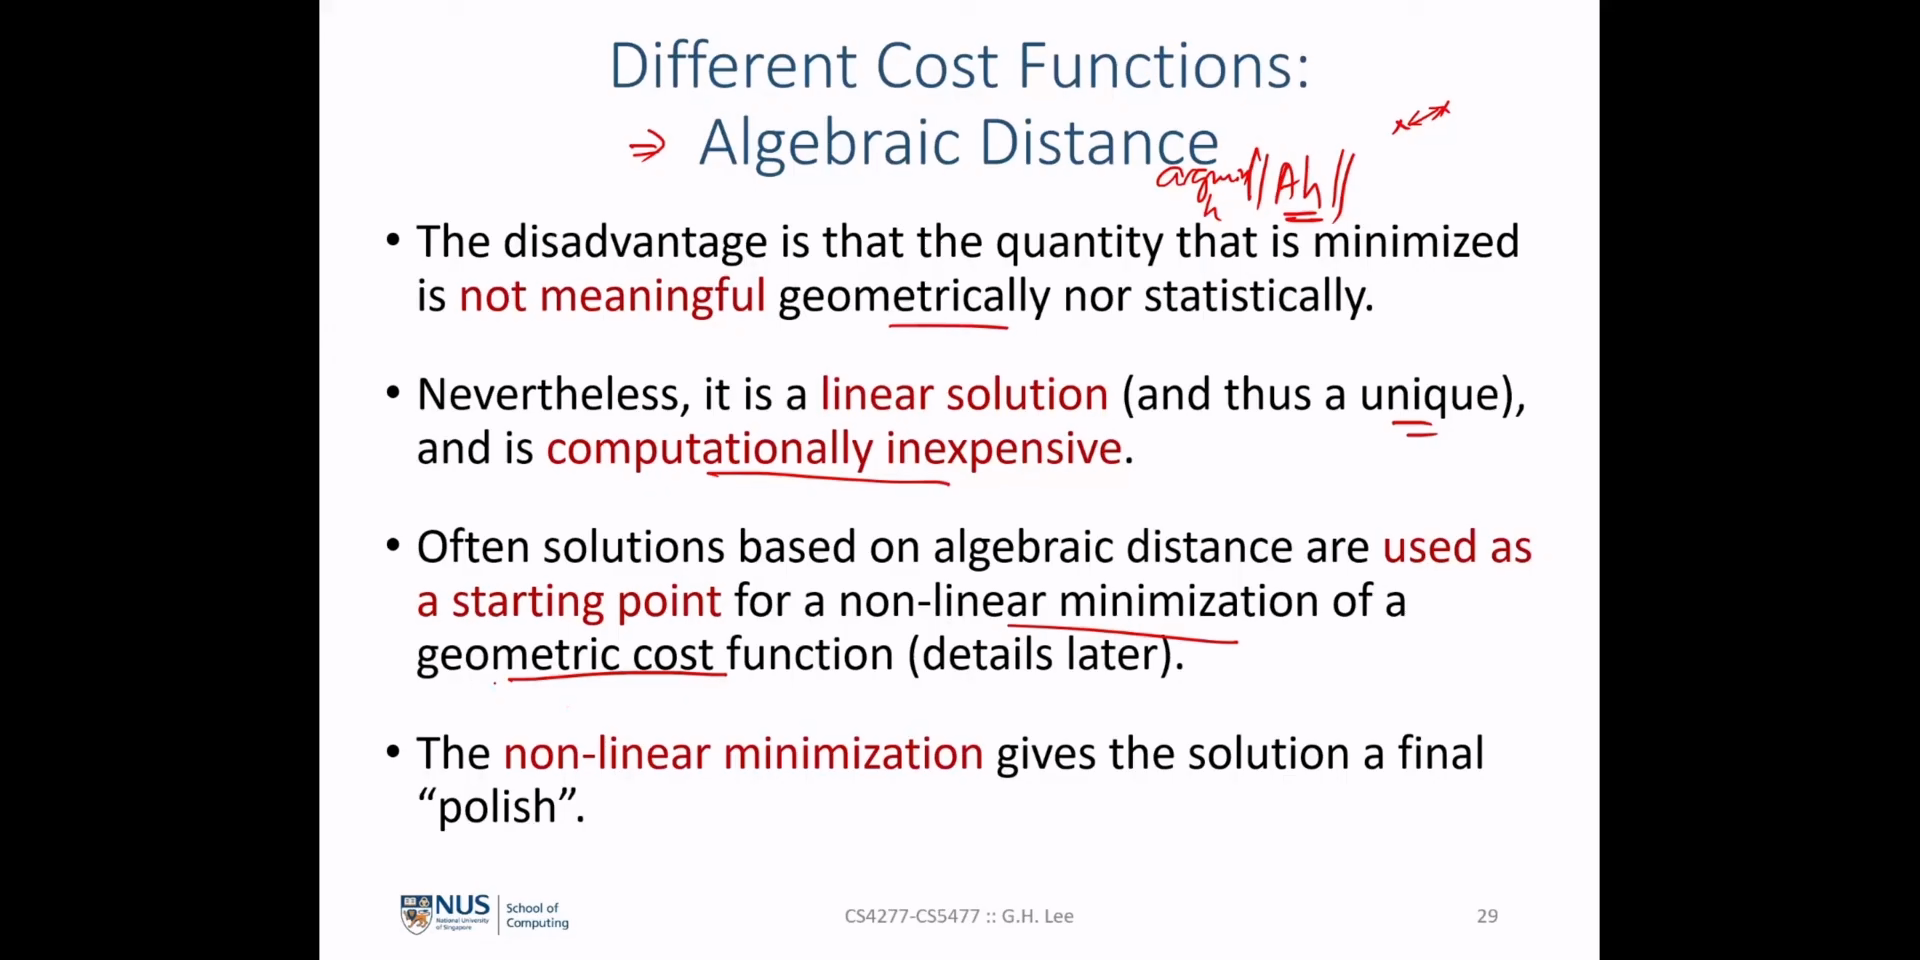 Different Cost Functions:
⇒ Algebraic Distance
argmin ||Ah||
h
• The disadvantage is that the quantity that is minimized
is not meaningful geometrically nor statistically.
• Nevertheless, it is a linear solution (and thus a unique),
and is computationally inexpensive.
• Often solutions based on algebraic distance are used as
a starting point for a non-linear minimization of a
geometric cost function (details later).
• The non-linear minimization gives the solution a final
“polish”.
NUS
National University
of Singapore
School of
Computing
CS4277-CS5477 :: G.H. Lee
29